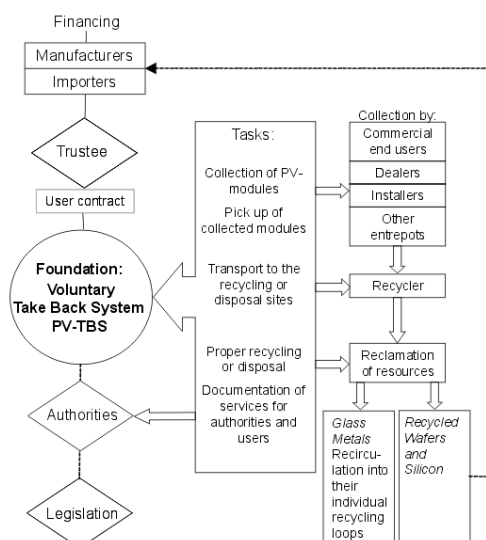 Financing
Manufacturers
Importers
Trustee
User contract
Foundation:
Voluntary
Take Back System
PV-TBS
Authorities
Legislation
Tasks:
Collection of PV-
modules
Pick up of
collected modules
Transport to the
recycling or
disposal sites
Proper recycling
or disposal
Documentation of
services for
authorities and
users
Collection by:
Commercial
end users
Dealers
Installers
Other
entrepots
Recycler
Reclamation
of resources
Glass
Metals
Recircu-
lation into
their
individual
recycling
loops
Recycled
Wafers
and
Silicon